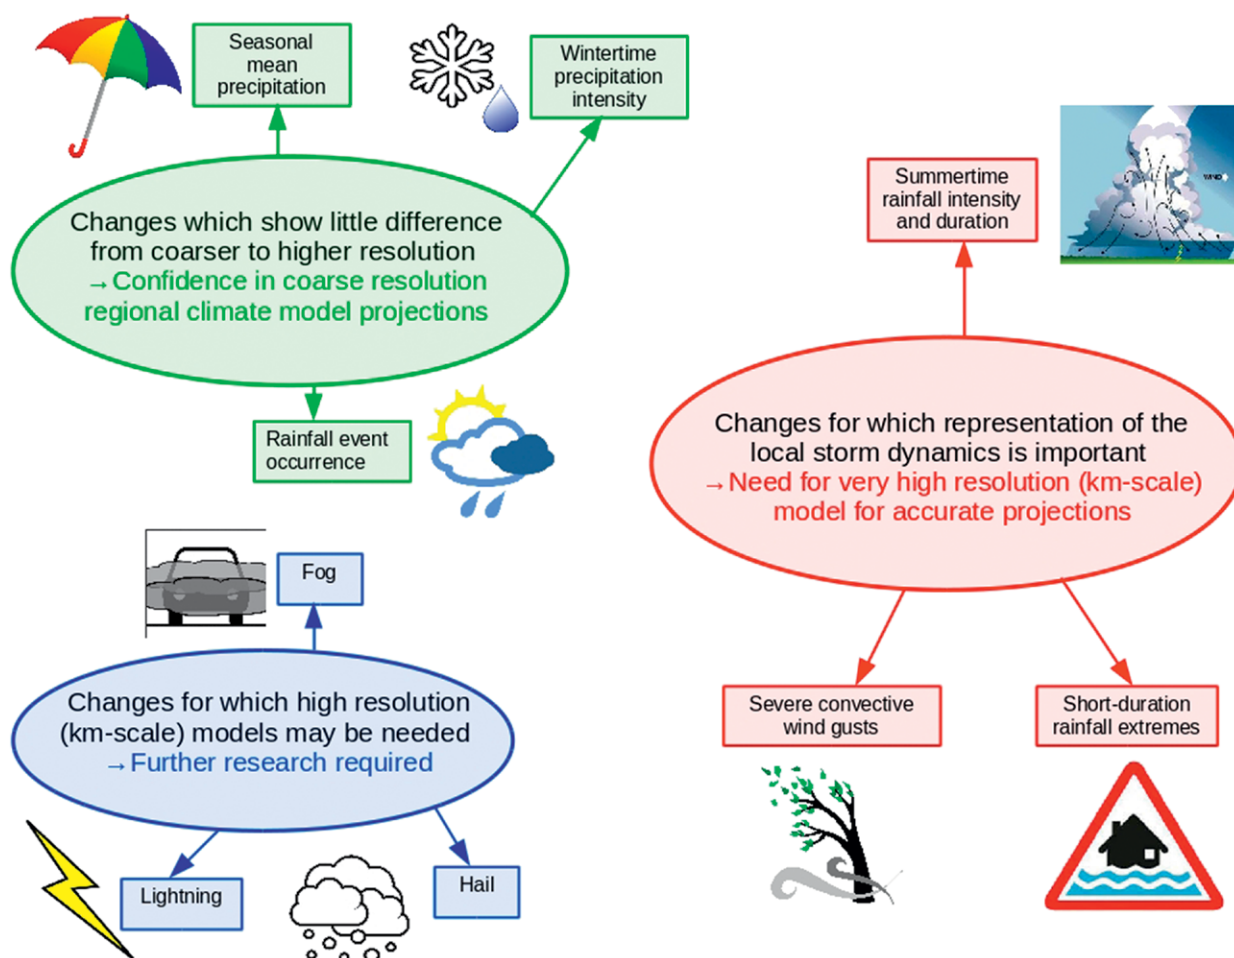 Seasonal
mean
precipitation
Wintertime
precipitation
intensity
Changes which show little difference
from coarser to higher resolution
→Confidence in coarse resolution
regional climate model projections
Rainfall event
occurrence
Summertime
rainfall intensity
and duration
WIND
Changes for which representation of the
local storm dynamics is important
→Need for very high resolution (km-scale)
model for accurate projections
Severe convective
wind gusts
Short-duration
rainfall extremes
Fog
Changes for which high resolution
(km-scale) models may be needed
→Further research required
Lightning
Hail